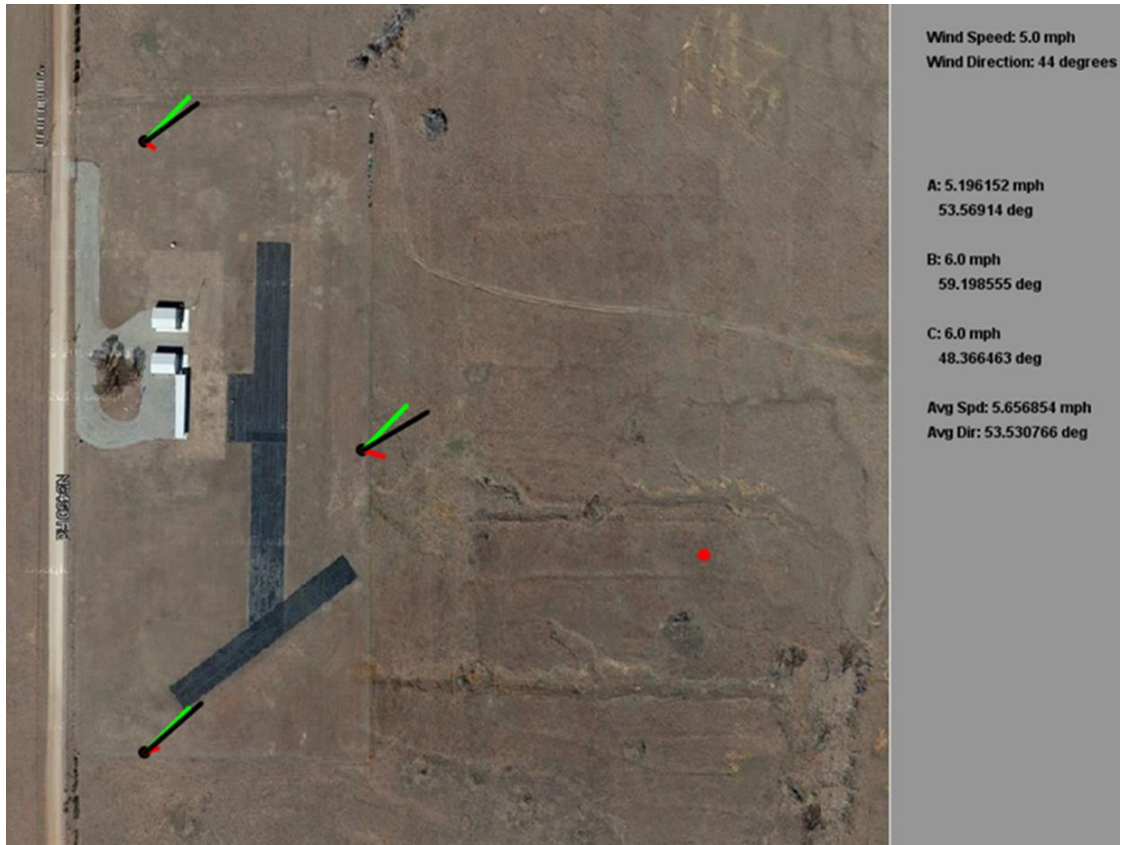 Wind Speed: 5.0 mph
Wind Direction: 44 degrees
A: 5.196152 mph
53.56914 deg
B: 6.0 mph
59.198555 deg
C: 6.0 mph
48.366463 deg
Avg Spd: 5.656854 mph
Avg Dir: 53.530766 deg